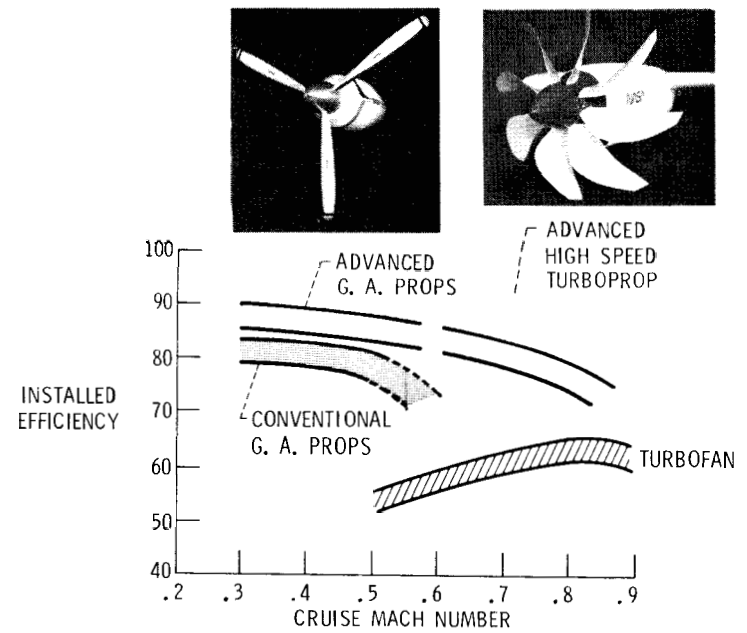 ADVANCED
HIGH SPEED
TURBOPROP
100
ADVANCED
G. A. PROPS
90
80
INSTALLED
EFFICIENCY
70
CONVENTIONAL
G. A. PROPS
60
TURBOFAN
50
40
.2 .3 .4 .5 .6 .7 .8 .9
CRUISE MACH NUMBER